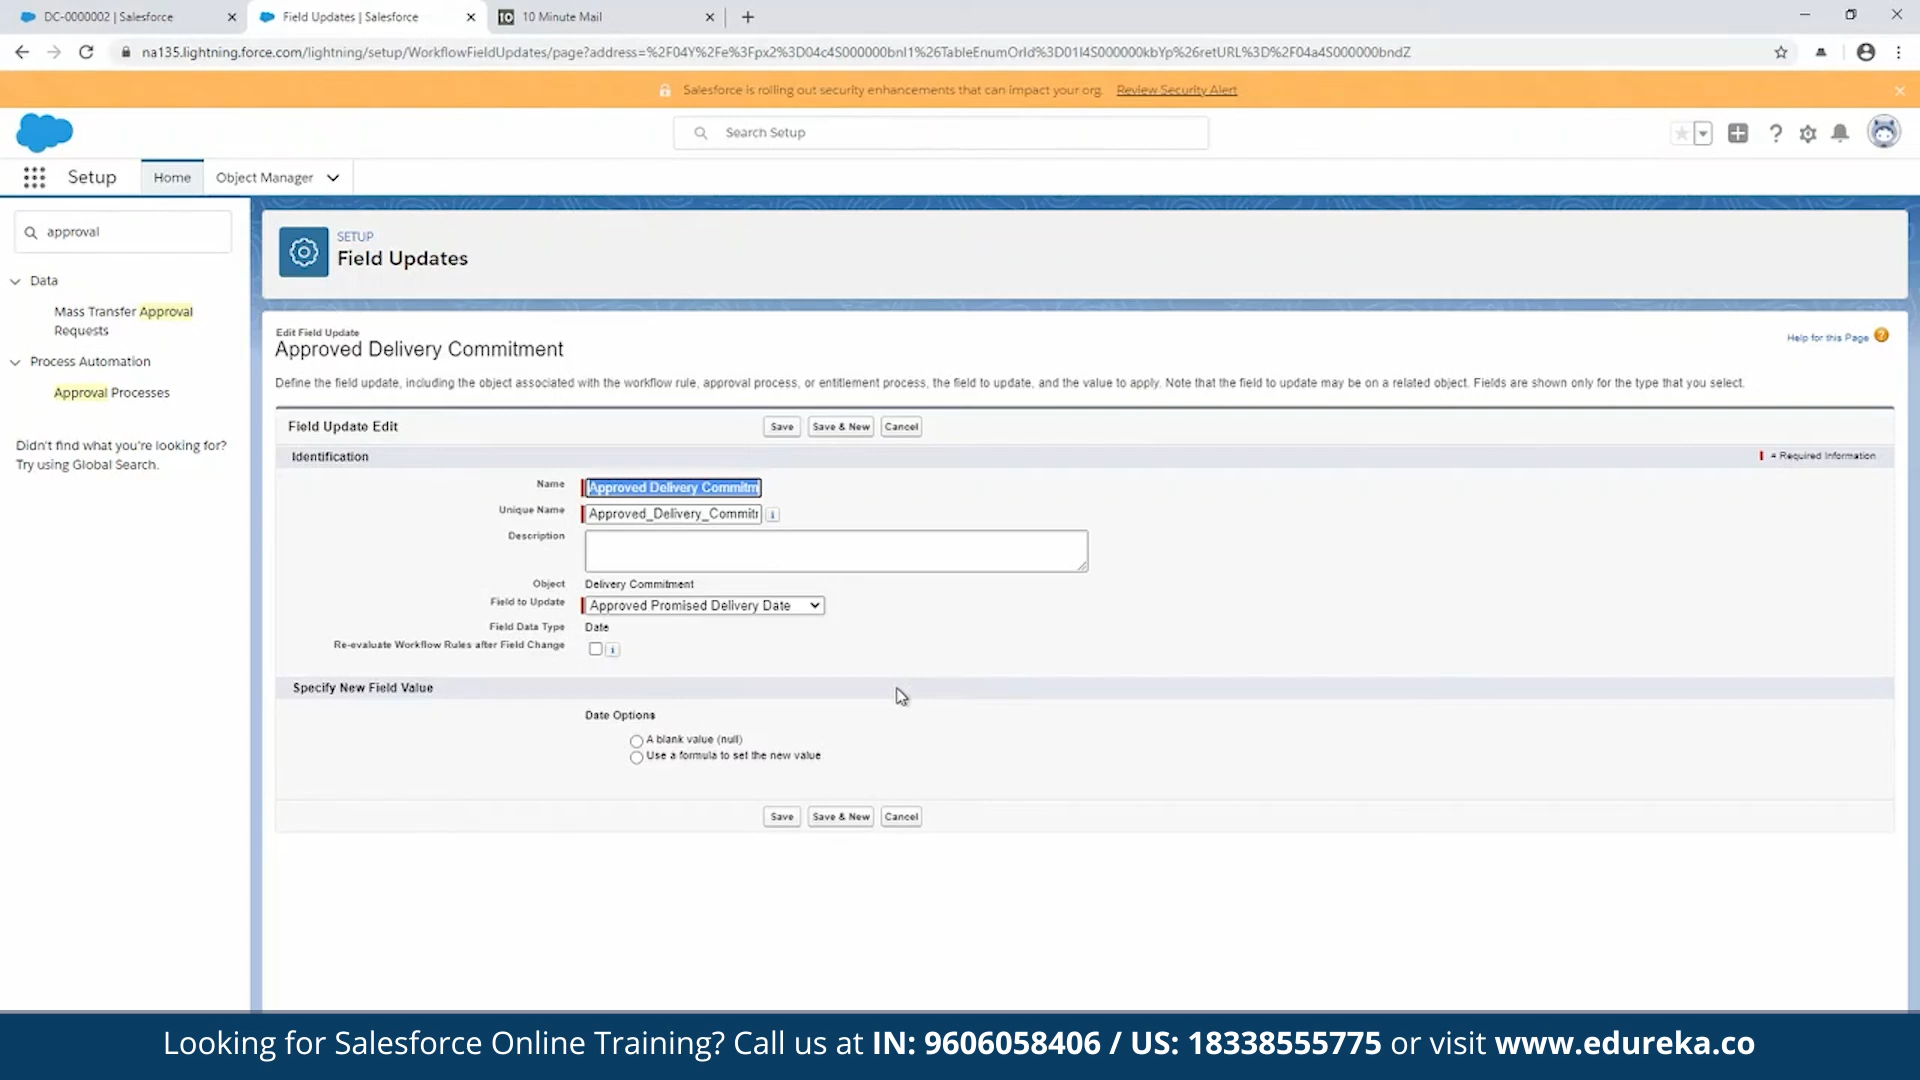 DC-0000002 | Salesforce
Field Updates | Salesforce
10 10 Minute Mail
na135.lightning.force.com/lightning/setup/WorkflowFieldUpdates/page?address=%2F04Y%2Fe%3Fpx2%3D04c4S000000bnl1%26TableEnumOrId%3D01I4S000000kbYp%26retURL%3D%2F04a4S000000bndZ
Salesforce is rolling out security enhancements that can impact your org. Review Security Alert
Search Setup
Setup Home Object Manager
approval
Data
Mass Transfer Approval
Requests
Process Automation
Approval Processes
Didn't find what you're looking for?
Try using Global Search.
SETUP
Field Updates
Edit Field Update
Approved Delivery Commitment
Help for this Page
Define the field update, including the object associated with the workflow rule, approval process, or entitlement process, the field to update, and the value to apply. Note that the field to update may be on a related object. Fields are shown only for the type that you select.
Field Update Edit Save Save & New Cancel
Identification = Required Information
Name Approved Delivery Commitm
Unique Name Approved_Delivery_Commitr i
Description
Object Delivery Commitment
Field to Update Approved Promised Delivery Date
Field Data Type Date
Re-evaluate Workflow Rules after Field Change i
Specify New Field Value
Date Options
A blank value (null)
Use a formula to set the new value
Save Save & New Cancel
Looking for Salesforce Online Training? Call us at IN: 9606058406 / US: 18338555775 or visit www.edureka.co